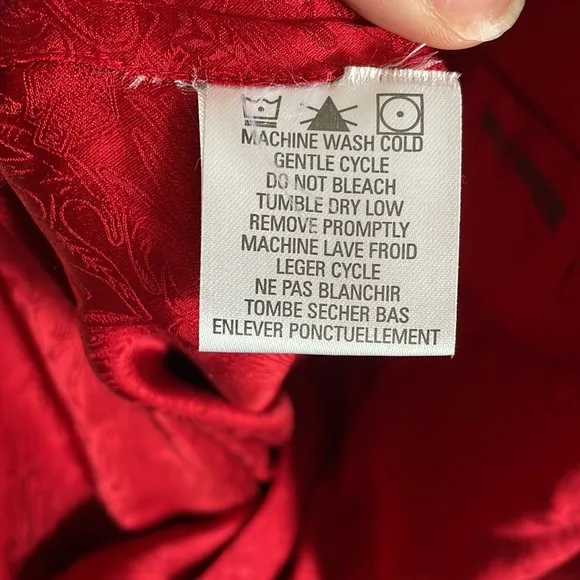 MACHINE WASH COLD
GENTLE CYCLE
DO NOT BLEACH
TUMBLE DRY LOW
REMOVE PROMPTLY
MACHINE LAVE FROID
LEGER CYCLE
NE PAS BLANCHIR
TOMBE SECHER BAS
ENLEVER PONCTUELLEMENT